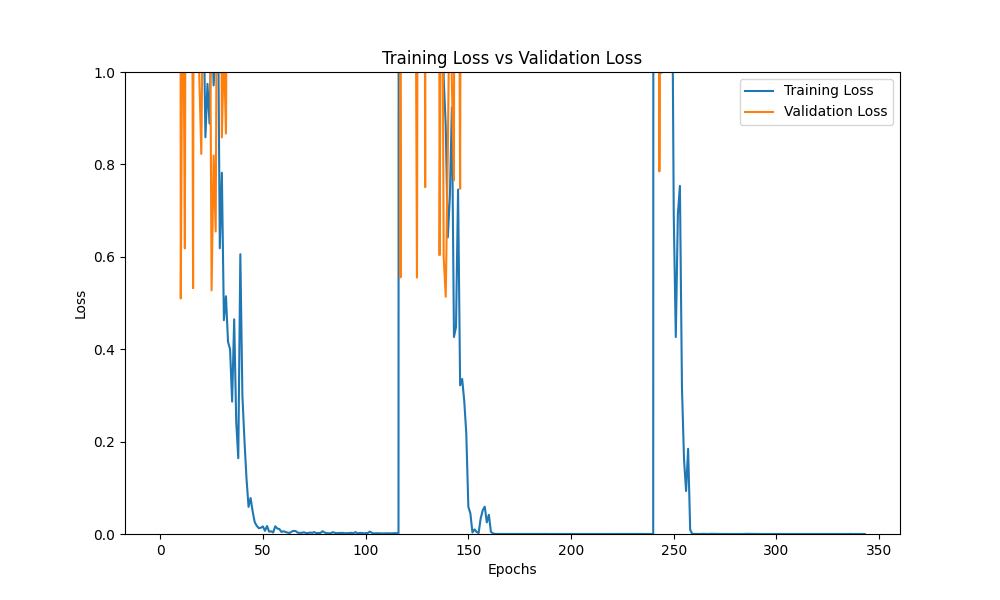 Training Loss vs Validation Loss
1.0
0.8
0.6
0.4
0.2
0.0
Loss
Training Loss
Validation Loss
0 50 100 150 200 250 300 350
Epochs